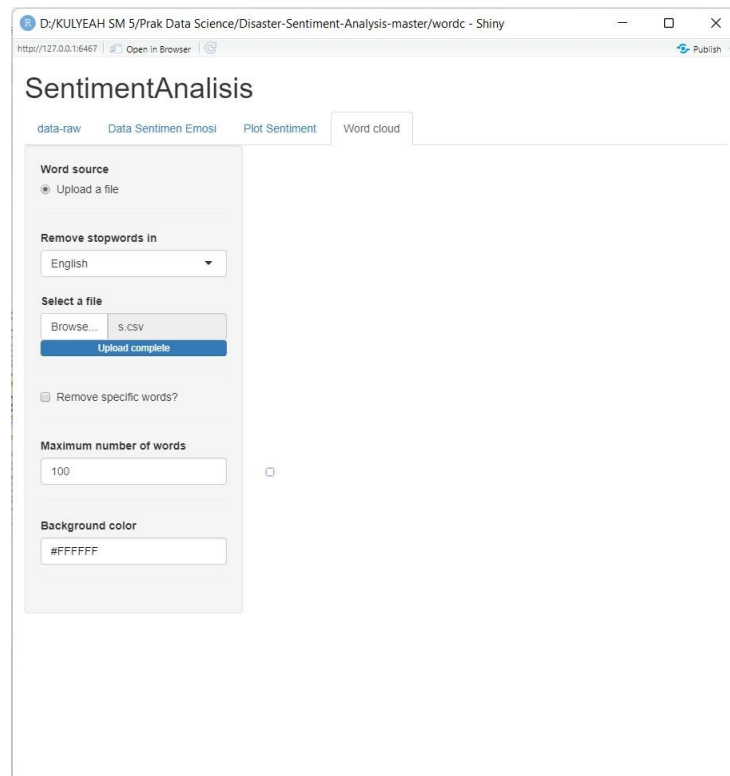 D:/KULYEAH SM 5/Prak Data Science/Disaster-Sentiment-Analysis-master/wordc - Shiny
http://127.0.0.1:6467 Open in Browser Publish
SentimentAnalisis
data-raw Data Sentimen Emosi Plot Sentiment Word cloud
Word source
Upload a file
Remove stopwords in
English
Select a file
Browse... s.csv
Upload complete
Remove specific words?
Maximum number of words
100
Background color
#FFFFFF